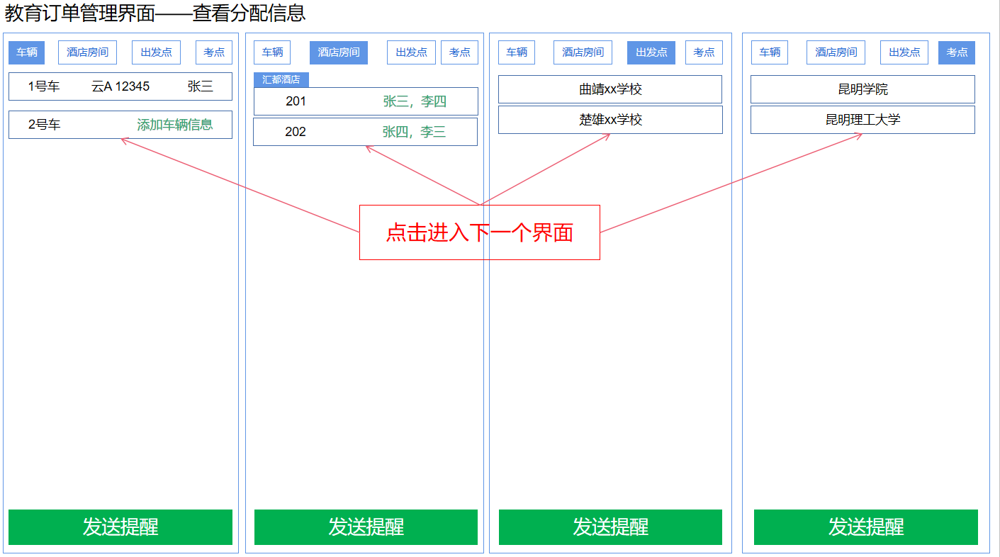 教育订单管理界面——查看分配信息
车辆 酒店房间 出发点 考点
1号车 云A 12345 张三
2号车 添加车辆信息
发送提醒
车辆 酒店房间 出发点 考点
汇都酒店
201 张三，李四
202 张四，李三
发送提醒
车辆 酒店房间 出发点 考点
曲靖xx学校
楚雄xx学校
发送提醒
车辆 酒店房间 出发点 考点
昆明学院
昆明理工大学
发送提醒
点击进入下一个界面